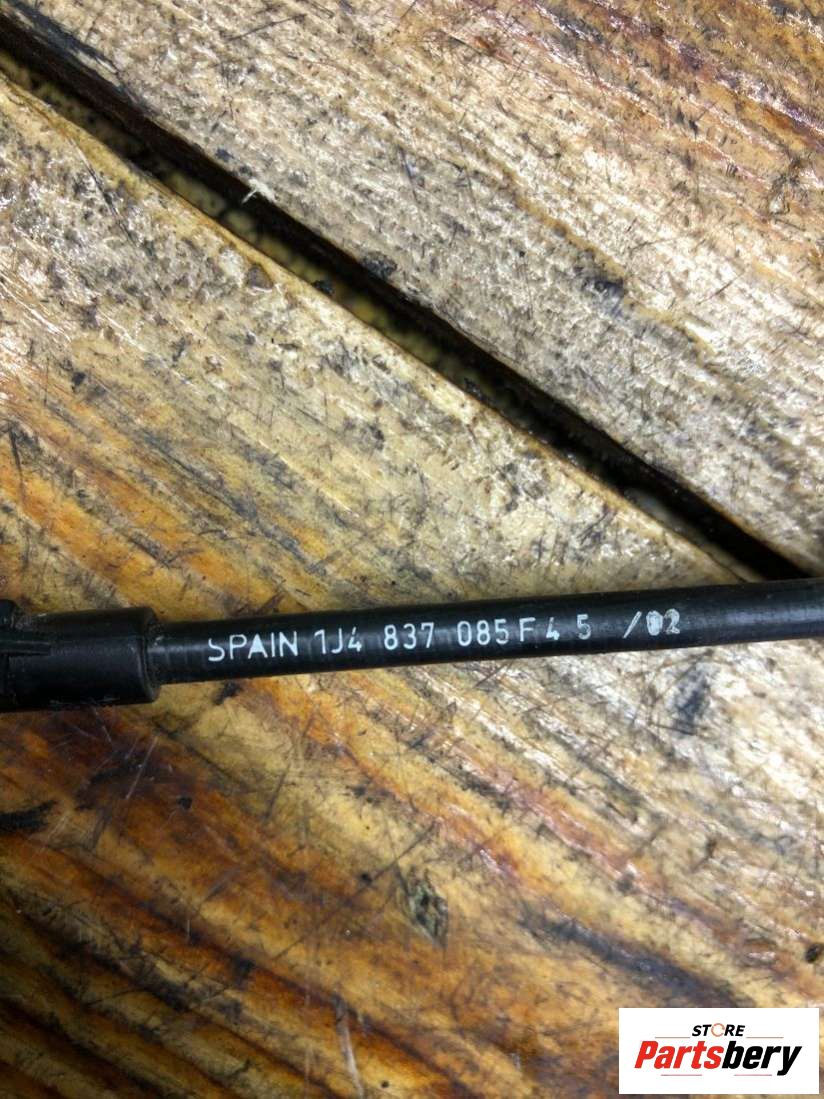 SPAIN 1J4 837 085 F 4 5 /02
STORE
Partsbery